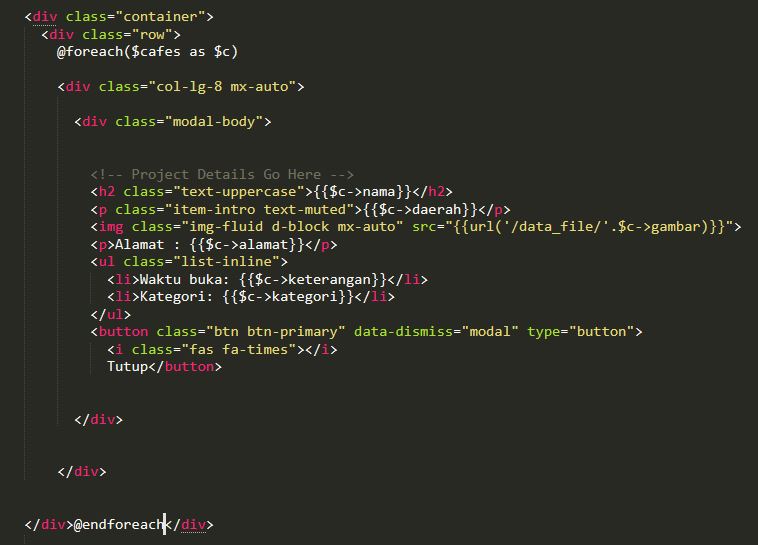 <div class="container">
<div class="row">
@foreach($cafes as $c)
<div class="col-lg-8 mx-auto">
<div class="modal-body">
<!-- Project Details Go Here -->
<h2 class="text-uppercase">{{$c->nama}}</h2>
<p class="item-intro text-muted">{{$c->daerah}}</p>
<img class="img-fluid d-block mx-auto" src="{{url('/data_file/'.$c->gambar)}}">
<p>Alamat : {{$c->alamat}}</p>
<ul class="list-inline">
<li>Waktu buka: {{$c->keterangan}}</li>
<li>Kategori: {{$c->kategori}}</li>
</ul>
<button class="btn btn-primary" data-dismiss="modal" type="button">
<i class="fas fa-times"></i>
Tutup</button>
</div>
</div>
</div>@endforeach</div>